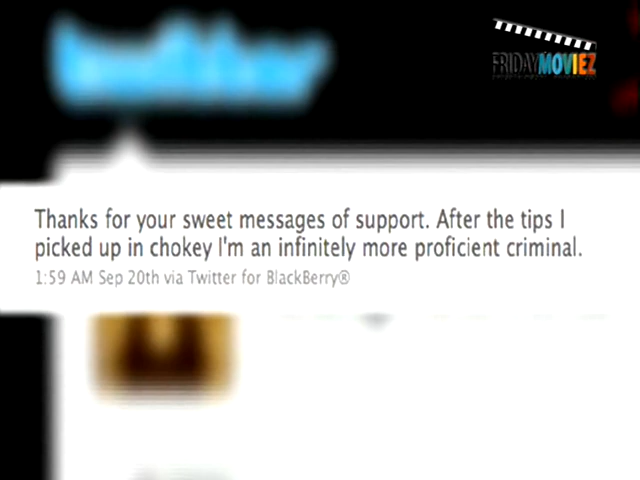 twitter
FRIDAYMOVIEZ
Thanks for your sweet messages of support. After the tips I
picked up in chokey I'm an infinitely more proficient criminal.
1:59 AM Sep 20th via Twitter for BlackBerry®